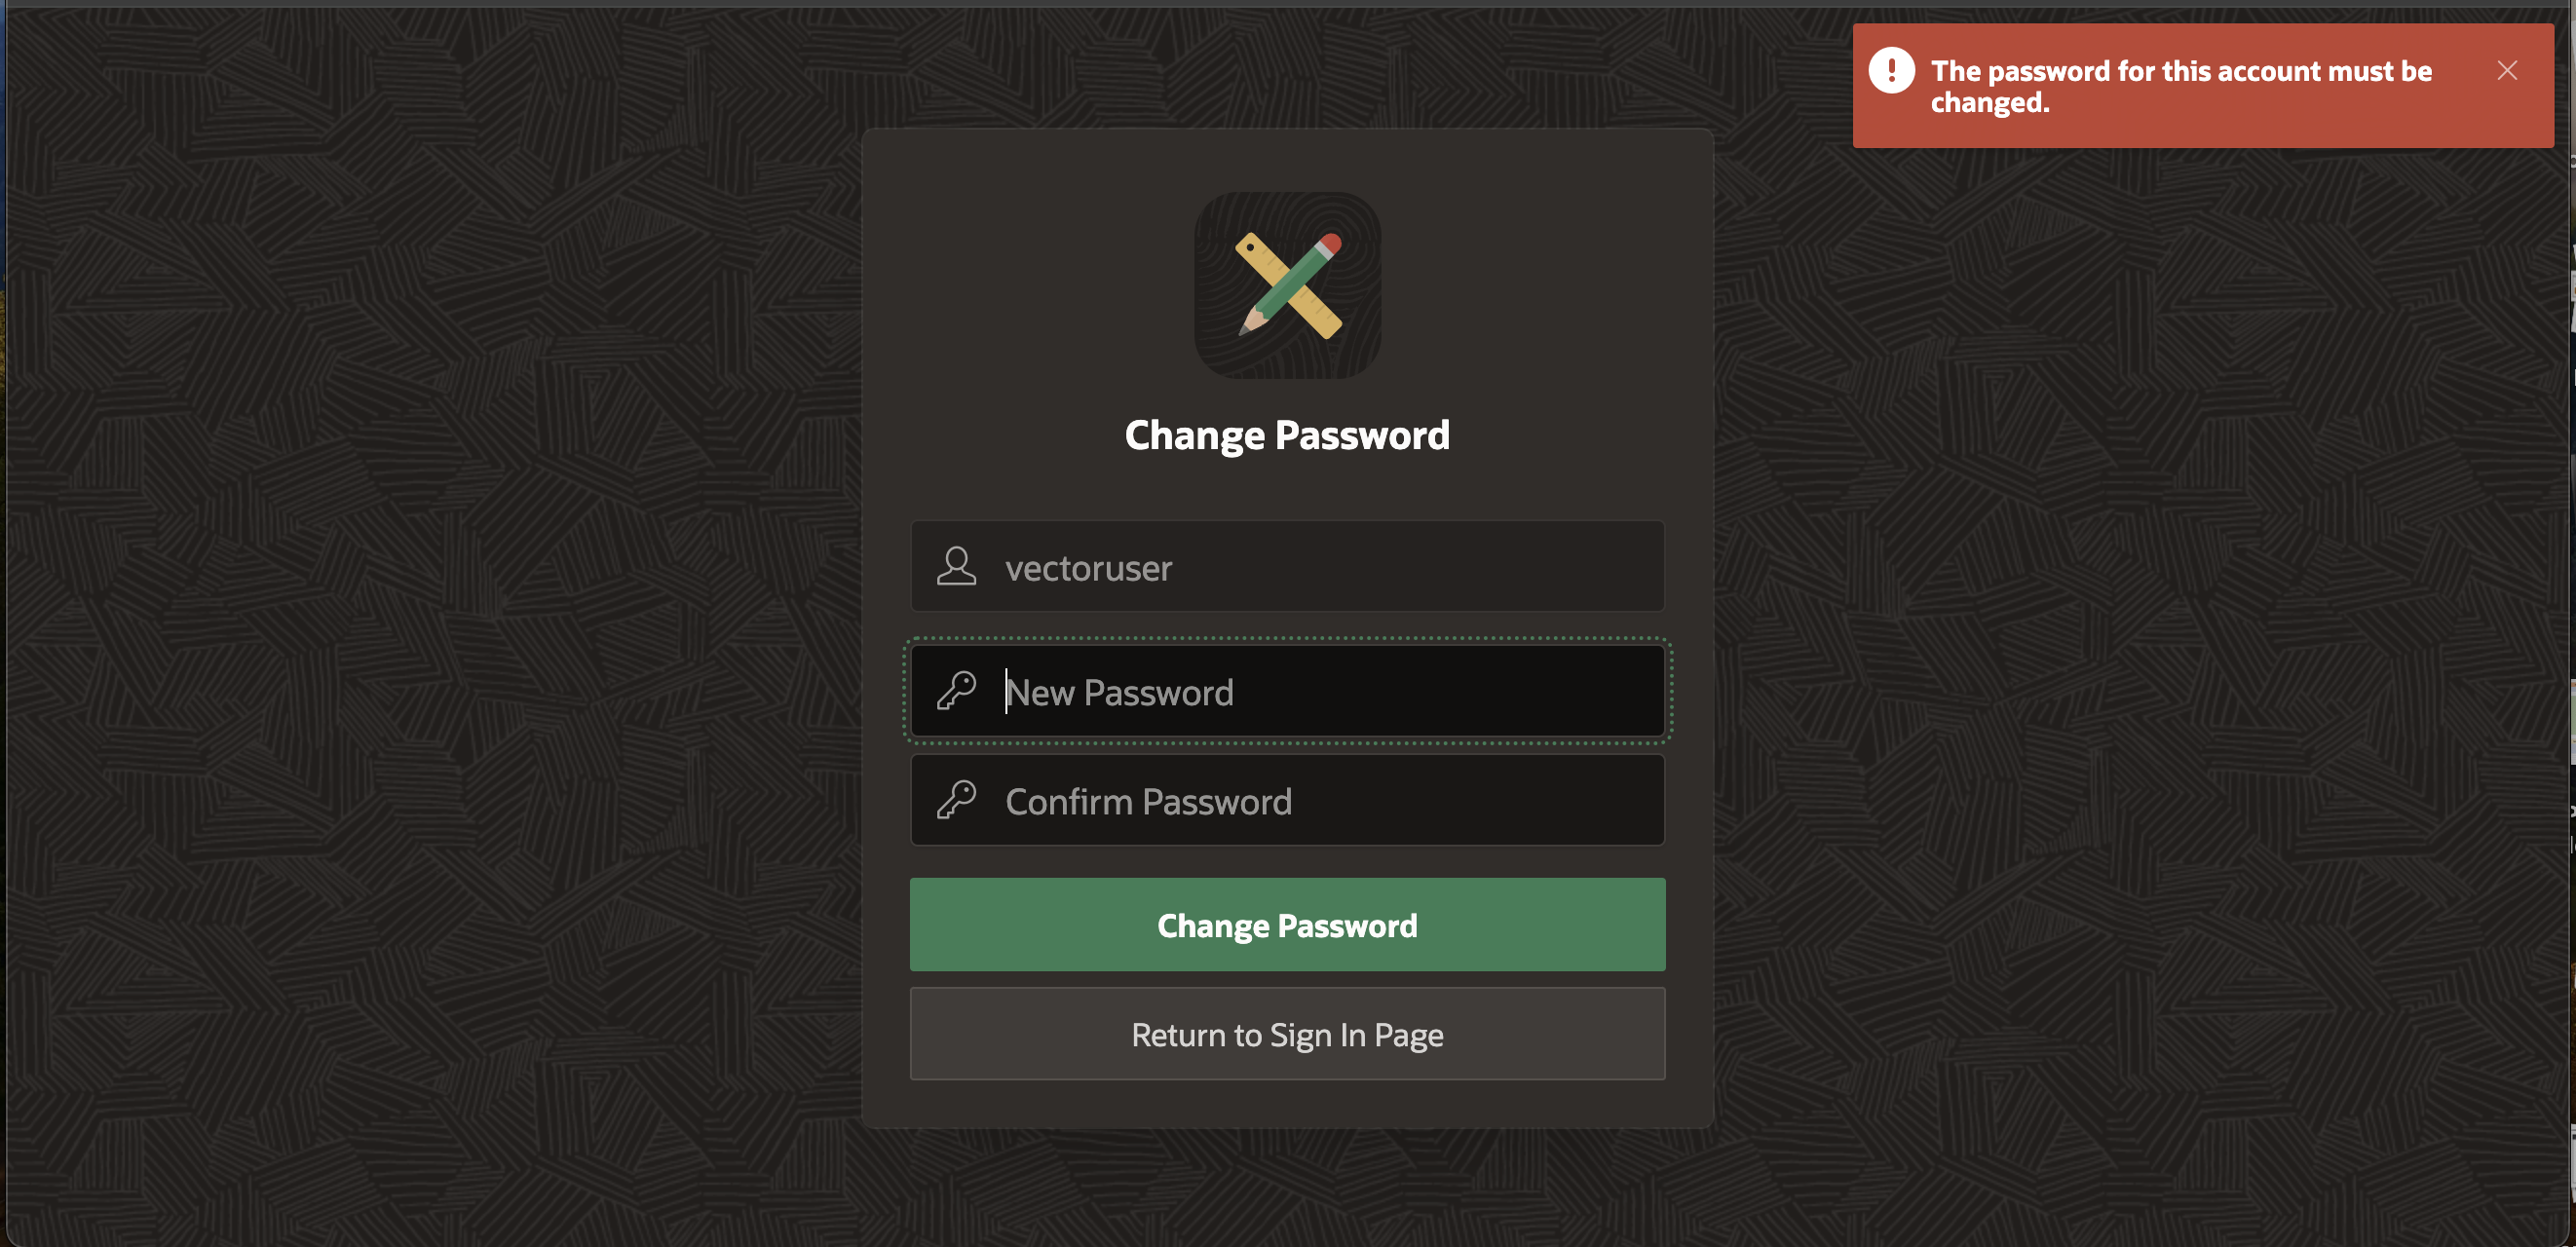 The password for this account must be
changed.
Change Password
vectoruser
New Password
Confirm Password
Change Password
Return to Sign In Page